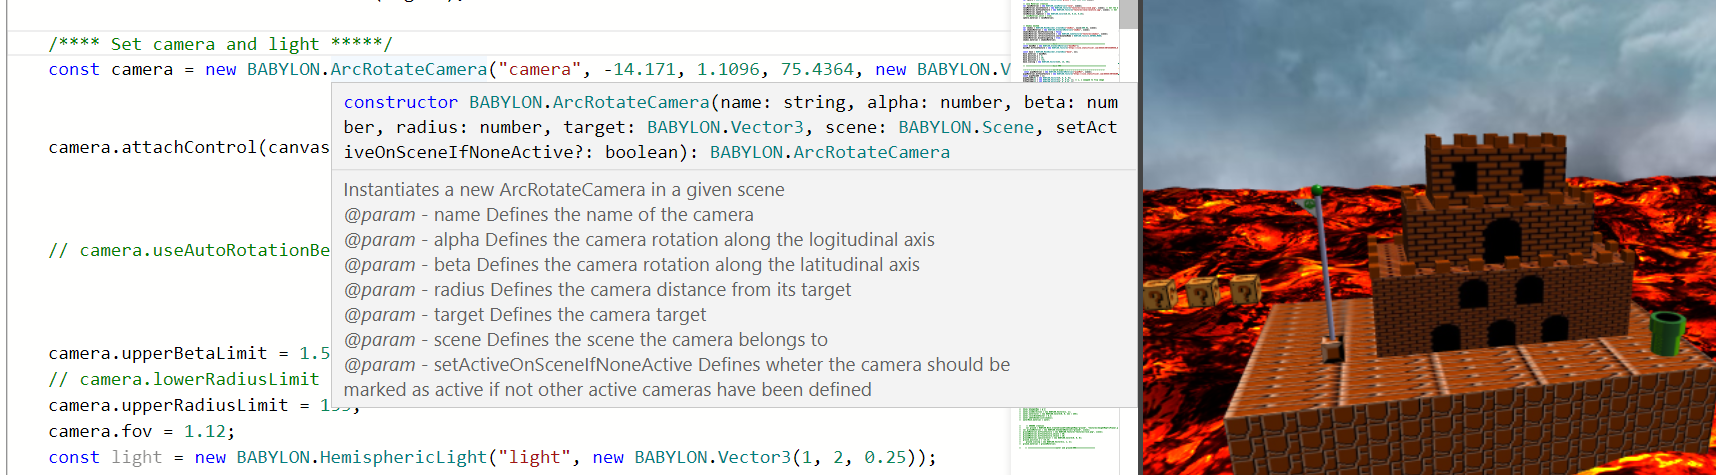 /**** Set camera and light *****/
const camera = new BABYLON.ArcRotateCamera("camera", -14.171, 1.1096, 75.4364, new BABYLON.V
constructor BABYLON.ArcRotateCamera(name: string, alpha: number, beta: num
ber, radius: number, target: BABYLON.Vector3, scene: BABYLON.Scene, setAct
iveOnSceneIfNoneActive?: boolean): BABYLON.ArcRotateCamera
Instantiates a new ArcRotateCamera in a given scene
@param - name Defines the name of the camera
@param - alpha Defines the camera rotation along the logitudinal axis
@param - beta Defines the camera rotation along the latitudinal axis
@param - radius Defines the camera distance from its target
@param - target Defines the camera target
@param - scene Defines the scene the camera belongs to
@param - setActiveOnSceneIfNoneActive Defines wheter the camera should be
marked as active if not other active cameras have been defined
camera.attachControl(canvas
// camera.useAutoRotationBe
camera.upperBetaLimit = 1.5
// camera.lowerRadiusLimit
camera.upperRadiusLimit =
camera.fov = 1.12;
const light = new BABYLON.HemisphericLight("light", new BABYLON.Vector3(1, 2, 0.25));